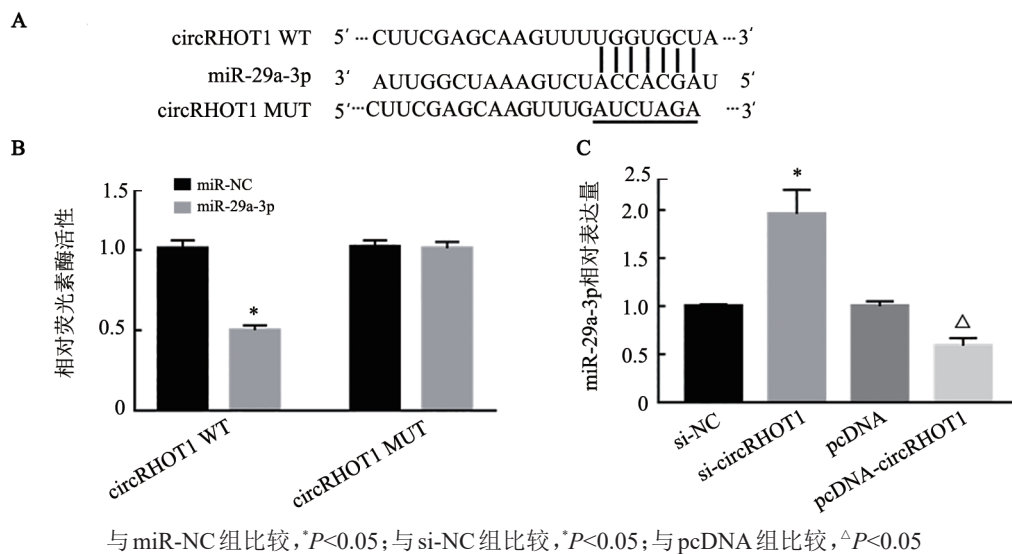 A
circRHOT1 WT 5′ ··· CUUCGAGCAAGUUUUGGUGCUA ··· 3′
miR-29a-3p 3′ AUUGGCUAAAGUCUACCACGAU 5′
circRHOT1 MUT 5′ ··· CUUCGAGCAAGUUUGAUCUAGA ··· 3′
B
1.5
1.0
0.5
0
相对荧光素酶活性
miR-NC
miR-29a-3p
*
circRHOT1 WT
circRHOT1 MUT
C
2.5
2.0
1.0
0.5
0
miR-29a-3p相对表达量
*
△
si-NC
si-circRHOT1
pcDNA
pcDNA-circRHOT1
与miR-NC组比较,*P<0.05;与si-NC组比较,*P<0.05;与pcDNA组比较,△P<0.05